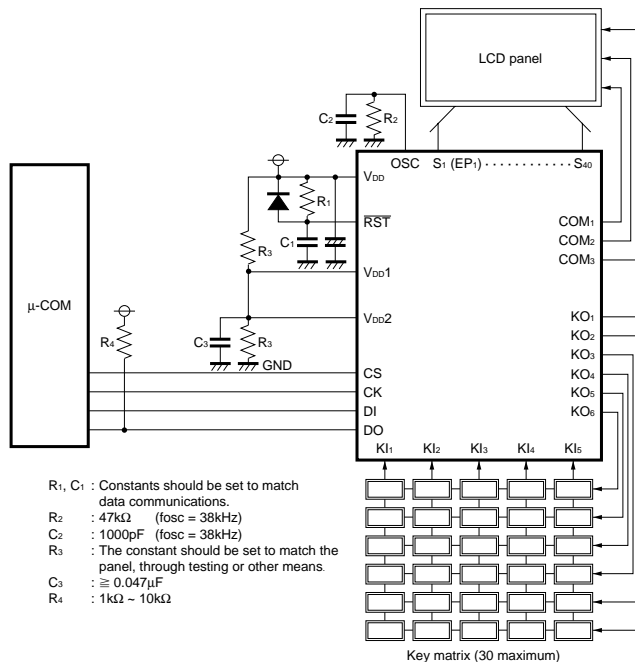 LCD panel
C2
R2
OSC
S1 (EP1)
S40
VDD
R1
RST
C1
R3
VDD1
COM1
COM2
COM3
μ-COM
R4
VDD2
C3
R3
GND
KO1
KO2
KO3
KO4
KO5
KO6
CS
CK
DI
DO
KI1 KI2 KI3 KI4 KI5
R1, C1 : Constants should be set to match
data communications.
R2 : 47kΩ (fosc = 38kHz)
C2 : 1000pF (fosc = 38kHz)
R3 : The constant should be set to match the
panel, through testing or other means.
C3 : ≧ 0.047μF
R4 : 1kΩ ~ 10kΩ
Key matrix (30 maximum)